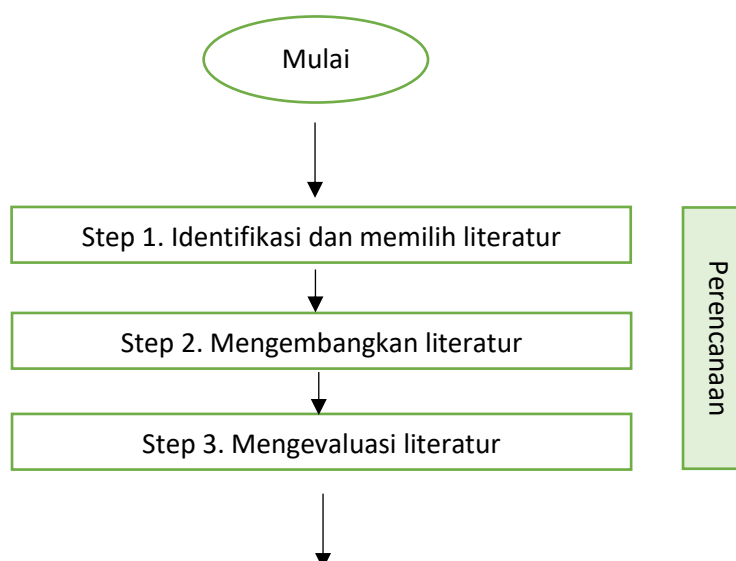 Mulai
Step 1. Identifikasi dan memilih literatur
Step 2. Mengembangkan literatur
Step 3. Mengevaluasi literatur
Perencanaan